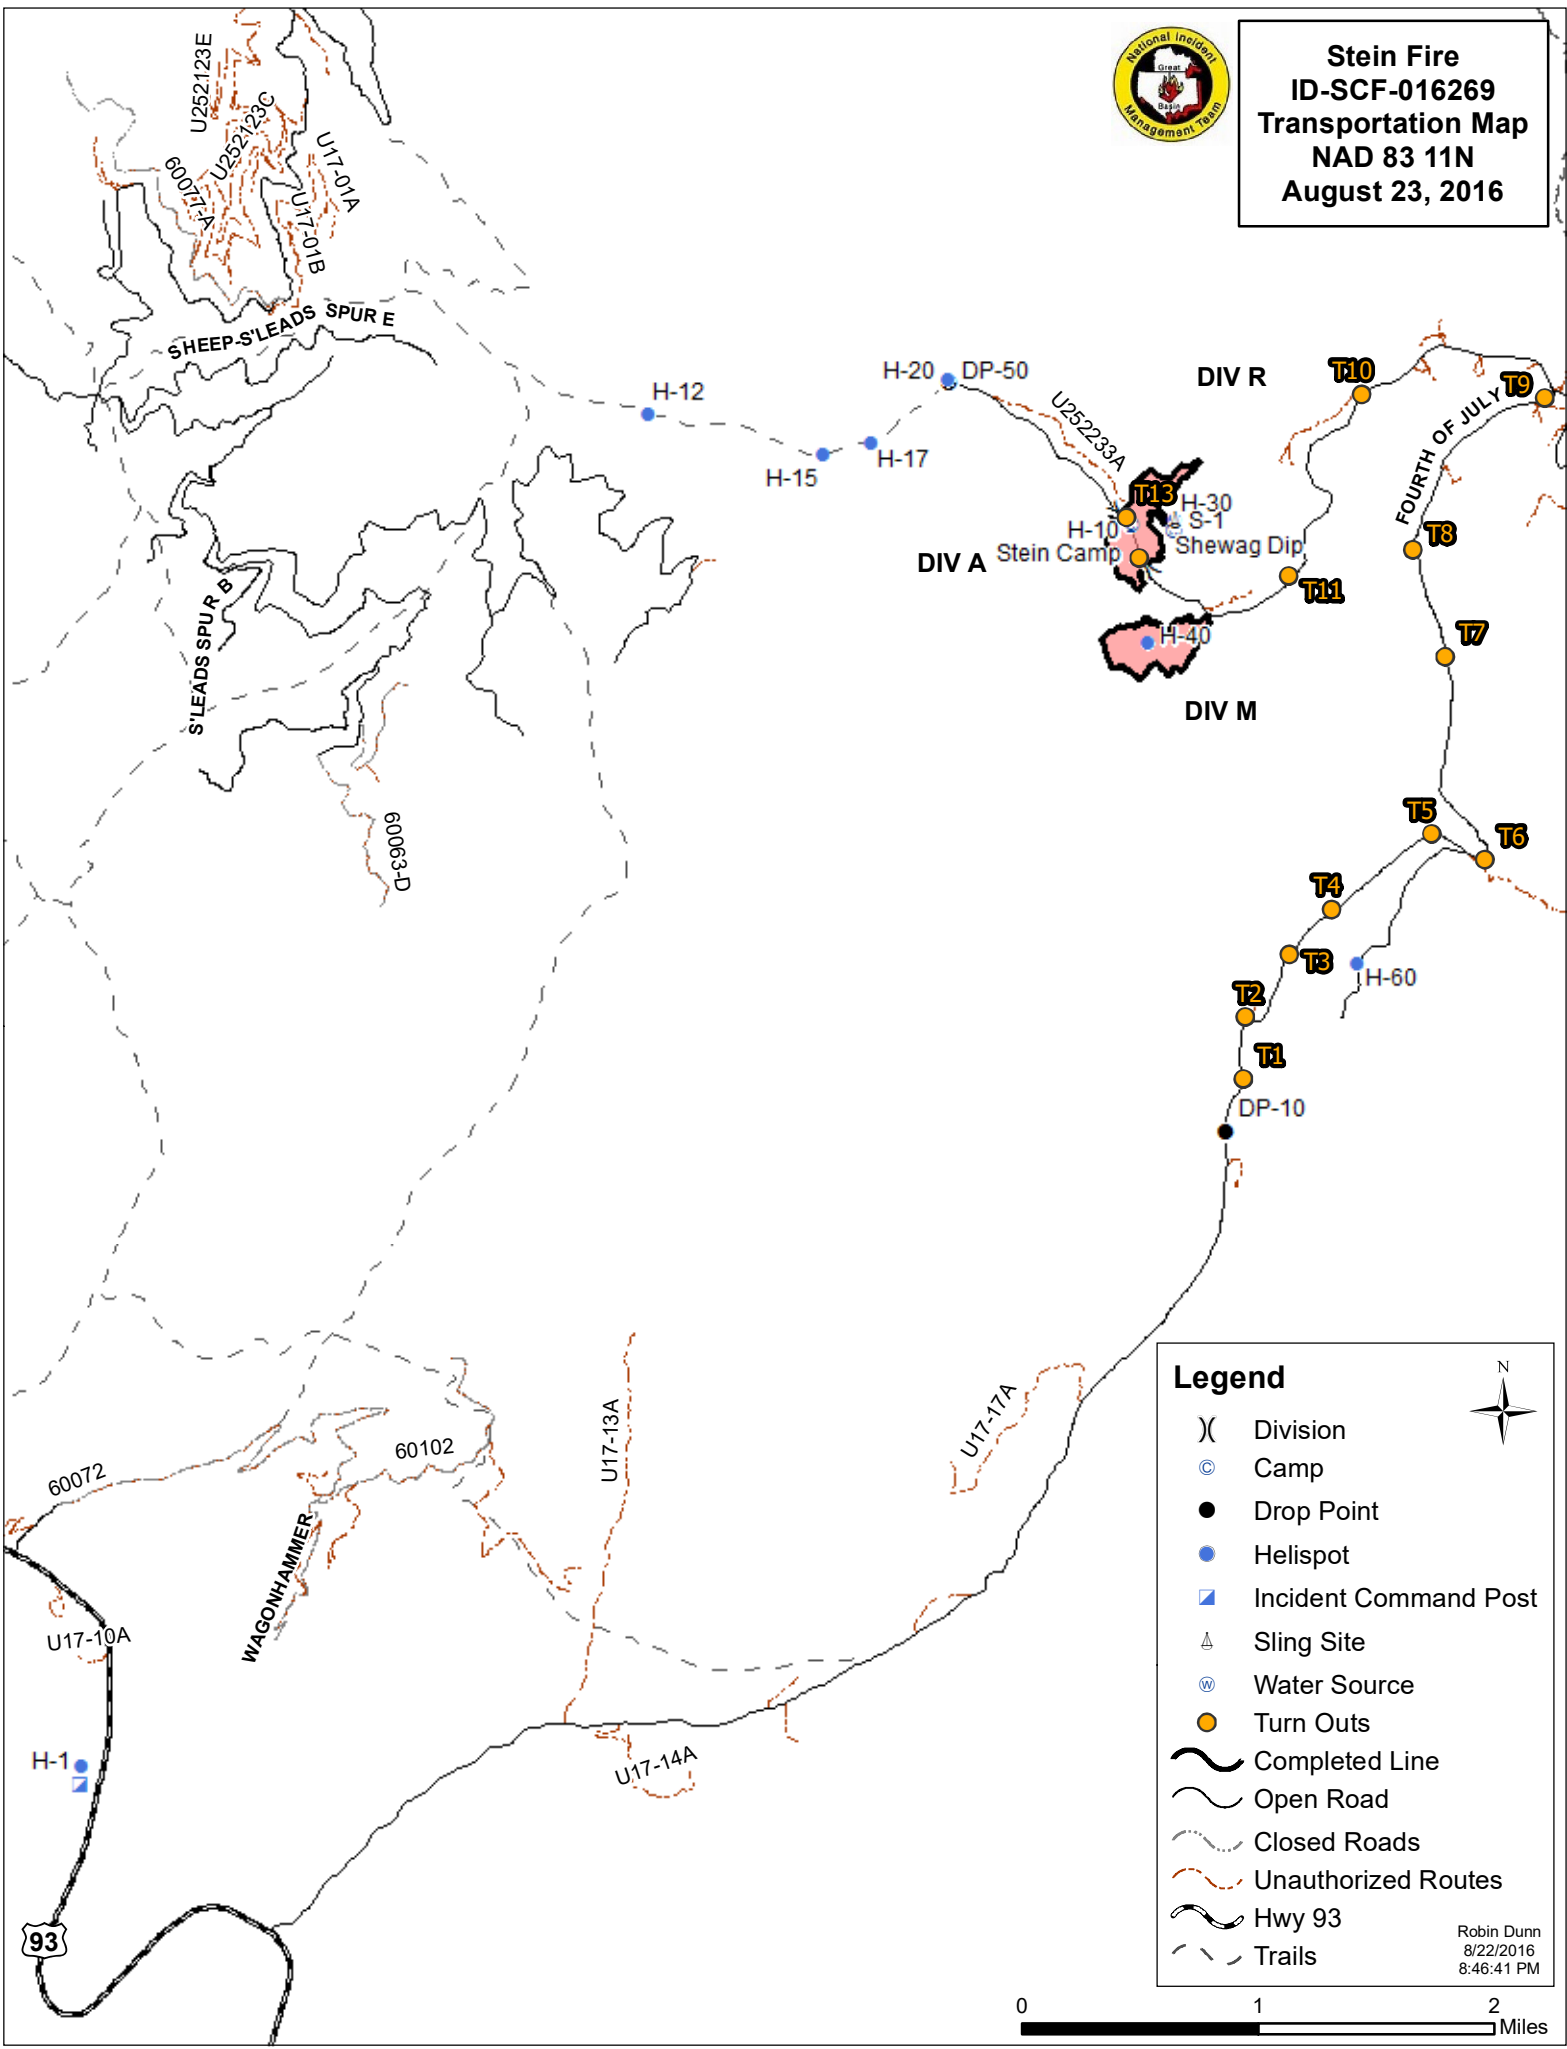 National Incident
Great
Basin
Management Team
Stein Fire
ID-SCF-016269
Transportation Map
NAD 83 11N
August 23, 2016
U252123E
U252123C
60077-A
U17-01A
U17-01B
SHEEP-S'LEADS SPUR E
H-12
H-15
H-17
H-20
DP-50
U252233A
DIV R
T10
T9
FOURTH OF JULY
T13
H-30
H-10
S-1
Stein Camp
Shewag Dip
DIV A
T8
T11
T7
H-40
DIV M
S'LEADS SPUR B
60063-D
T5
T6
T4
T3
H-60
T2
T1
DP-10
U17-17A
U17-13A
60102
60072
WAGONHAMMER
U17-10A
U17-14A
H-1
93
Legend
N
Division
Camp
Drop Point
Helispot
Incident Command Post
Sling Site
Water Source
Turn Outs
Completed Line
Open Road
Closed Roads
Unauthorized Routes
Hwy 93
Trails
Robin Dunn
8/22/2016
8:46:41 PM
0 1 2
Miles